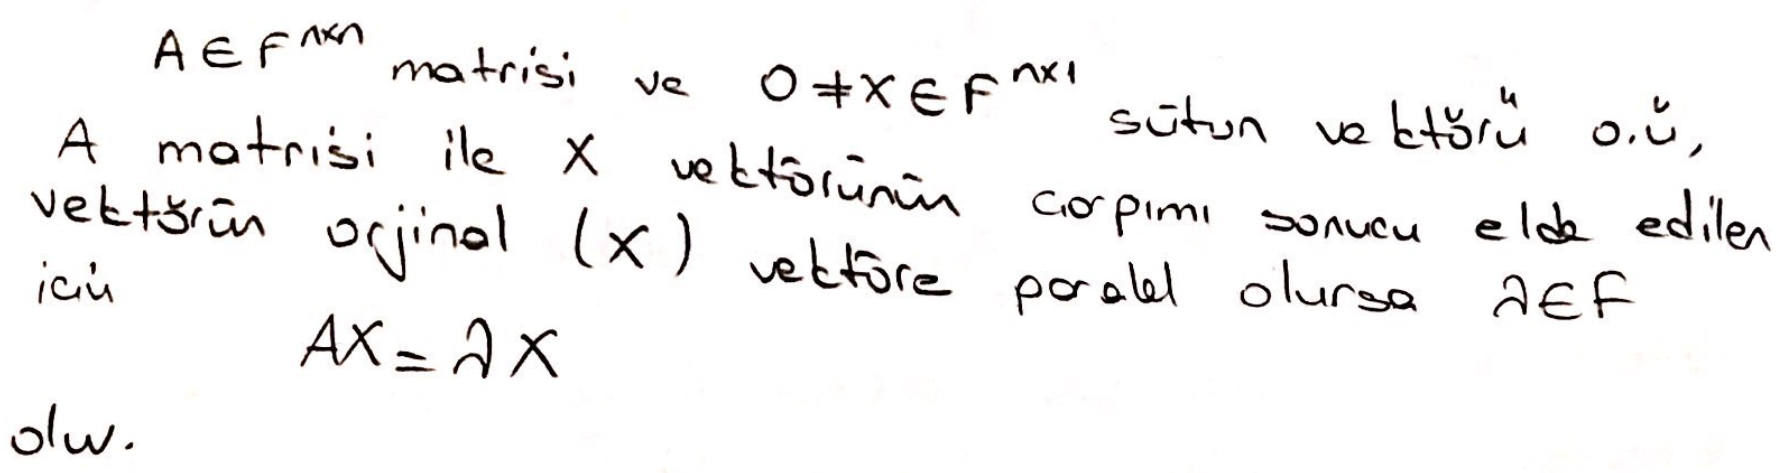 A ∈ F^{n×n} matrisi ve 0 ≠ X ∈ F^{n×1} sütun vektörü o.ü,
A matrisi ile X vektörünün çarpımı sonucu elde edilen
vektörün orjinal (X) vektöre paralel olursa λ ∈ F
için
AX = λX
olur.